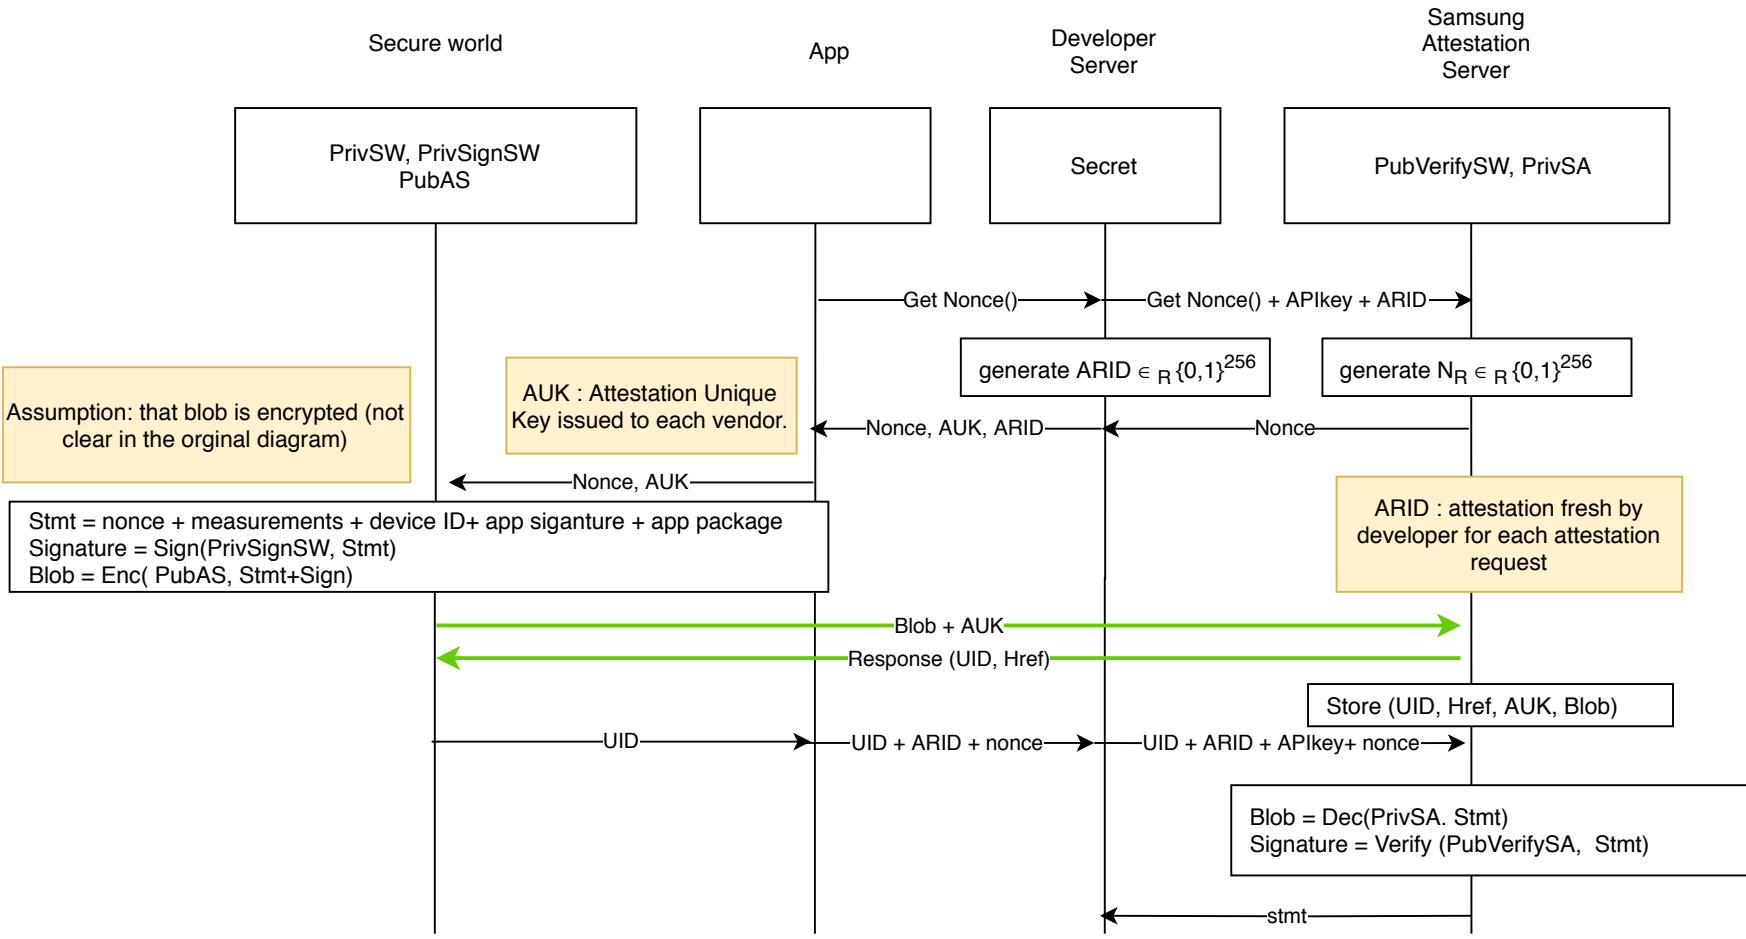 Secure world
App
Developer
Server
Samsung
Attestation
Server
PrivSW, PrivSignSW
PubAS
Secret
PubVerifySW, PrivSA
Get Nonce()
Get Nonce() + APIkey + ARID
generate ARID ∈ R {0,1}256
generate NR ∈ R {0,1}256
Assumption: that blob is encrypted (not
clear in the orginal diagram)
AUK : Attestation Unique
Key issued to each vendor.
Nonce, AUK, ARID
Nonce
Nonce, AUK
ARID : attestation fresh by
developer for each attestation
request
Stmt = nonce + measurements + device ID+ app siganture + app package
Signature = Sign(PrivSignSW, Stmt)
Blob = Enc( PubAS, Stmt+Sign)
Blob + AUK
Response (UID, Href)
Store (UID, Href, AUK, Blob)
UID
UID + ARID + nonce
UID + ARID + APIkey+ nonce
Blob = Dec(PrivSA. Stmt)
Signature = Verify (PubVerifySA, Stmt)
stmt